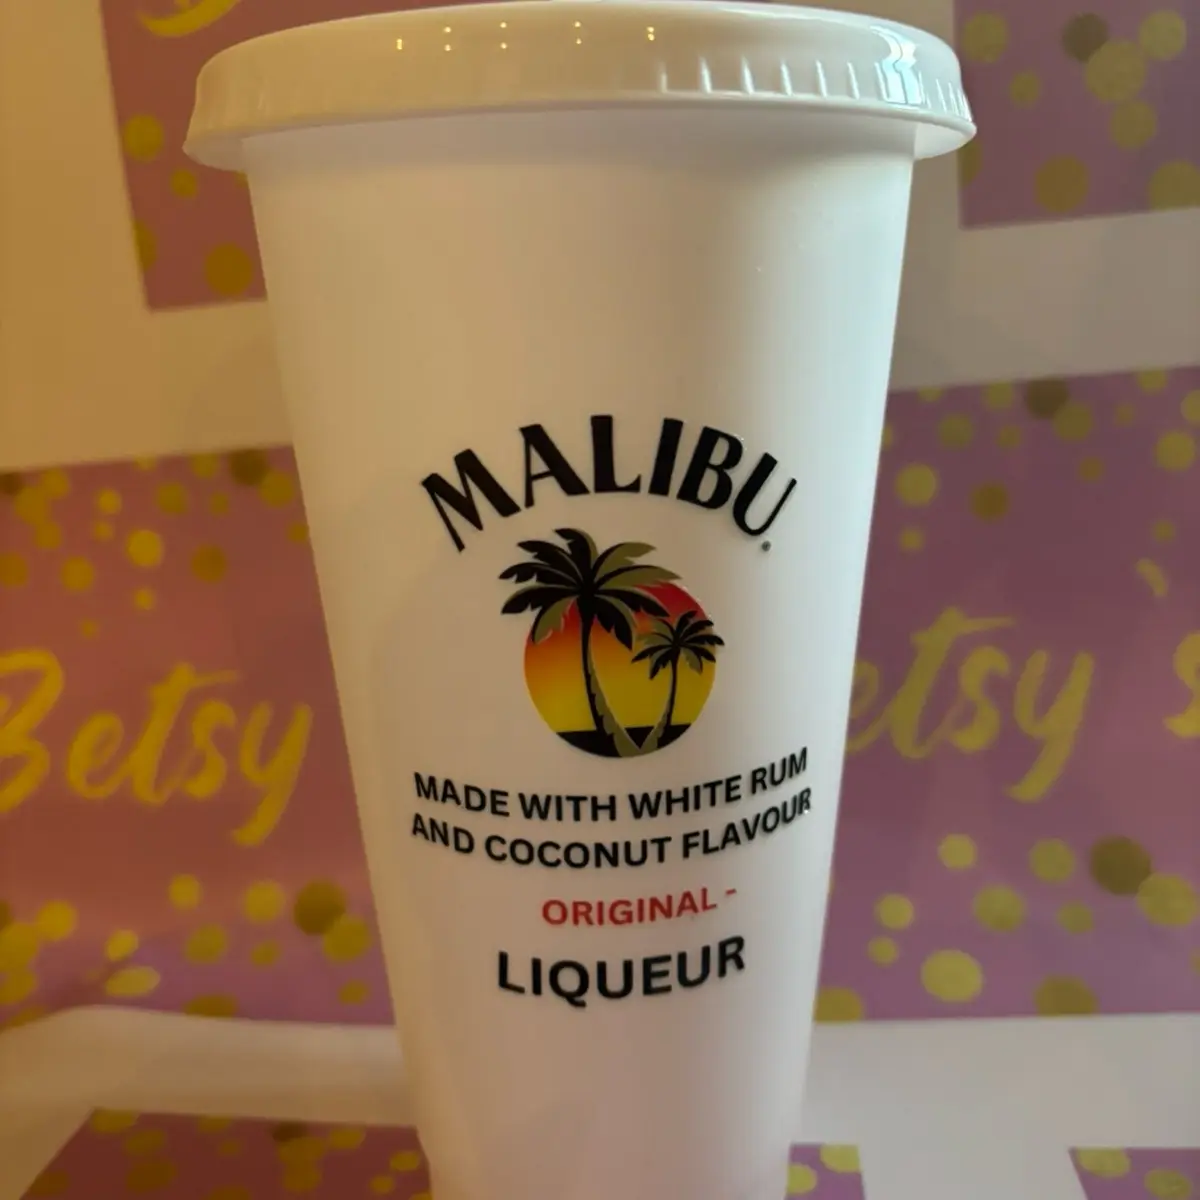 MALIBU
MADE WITH WHITE RUM
AND COCONUT FLAVOUR
ORIGINAL -
LIQUEUR
Betsy
etsy